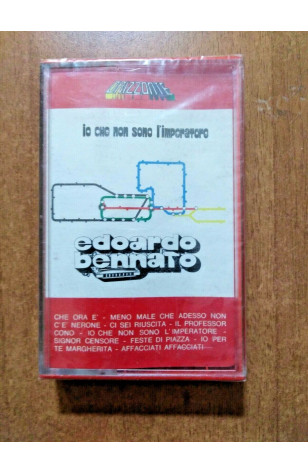 ORIZZONTE
io che non sono l'imperatore
edoardo
bennato
CHE ORA E' - MENO MALE CHE ADESSO NON
C'E' NERONE - CI SEI RIUSCITA - IL PROFESSOR
CONO - IO CHE NON SONO L'IMPERATORE -
SIGNOR CENSORE - FESTE DI PIAZZA - IO PER
TE MARGHERITA - AFFACCIATI AFFACCIATI